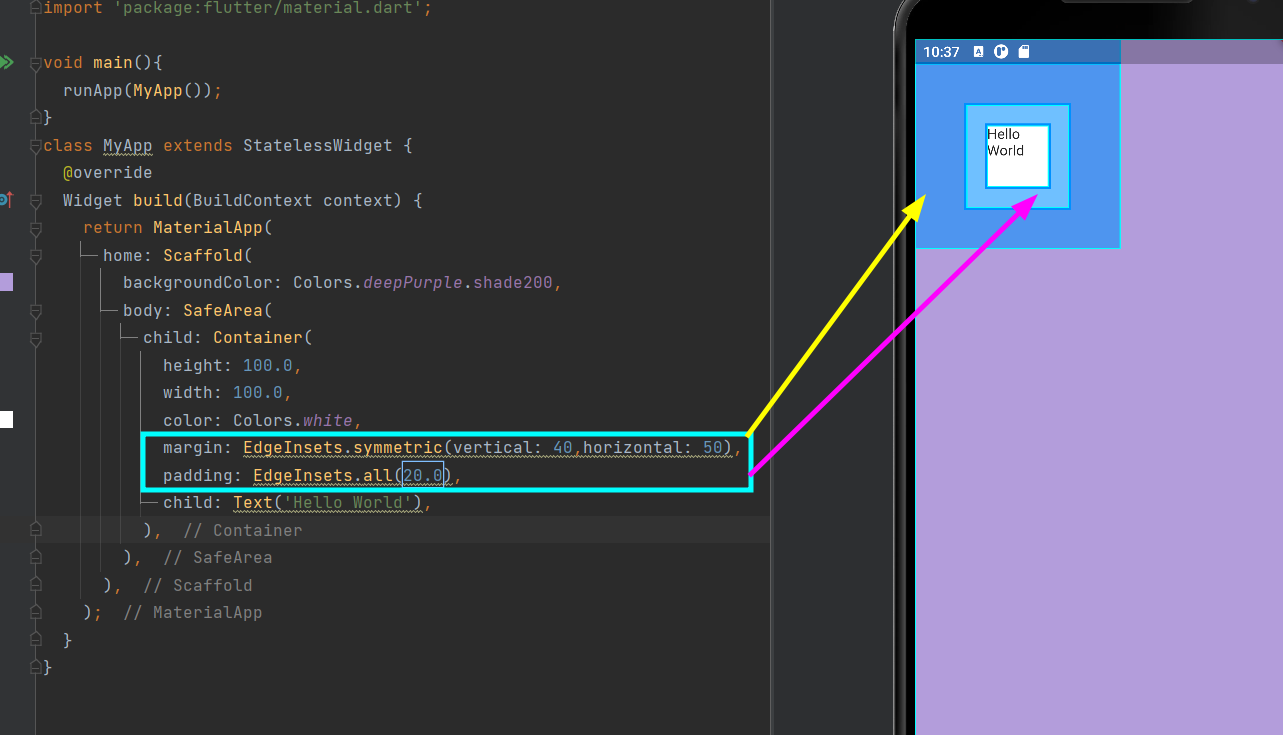 import 'package:flutter/material.dart';
void main(){
  runApp(MyApp());
}
class MyApp extends StatelessWidget {
  @override
  Widget build(BuildContext context) {
    return MaterialApp(
      home: Scaffold(
        backgroundColor: Colors.deepPurple.shade200,
        body: SafeArea(
          child: Container(
            height: 100.0,
            width: 100.0,
            color: Colors.white,
            margin: EdgeInsets.symmetric(vertical: 40,horizontal: 50),
            padding: EdgeInsets.all(20.0),
            child: Text('Hello World'),
          ),  // Container
        ),  // SafeArea
      ),  // Scaffold
    );  // MaterialApp
  }
}
10:37
Hello
World